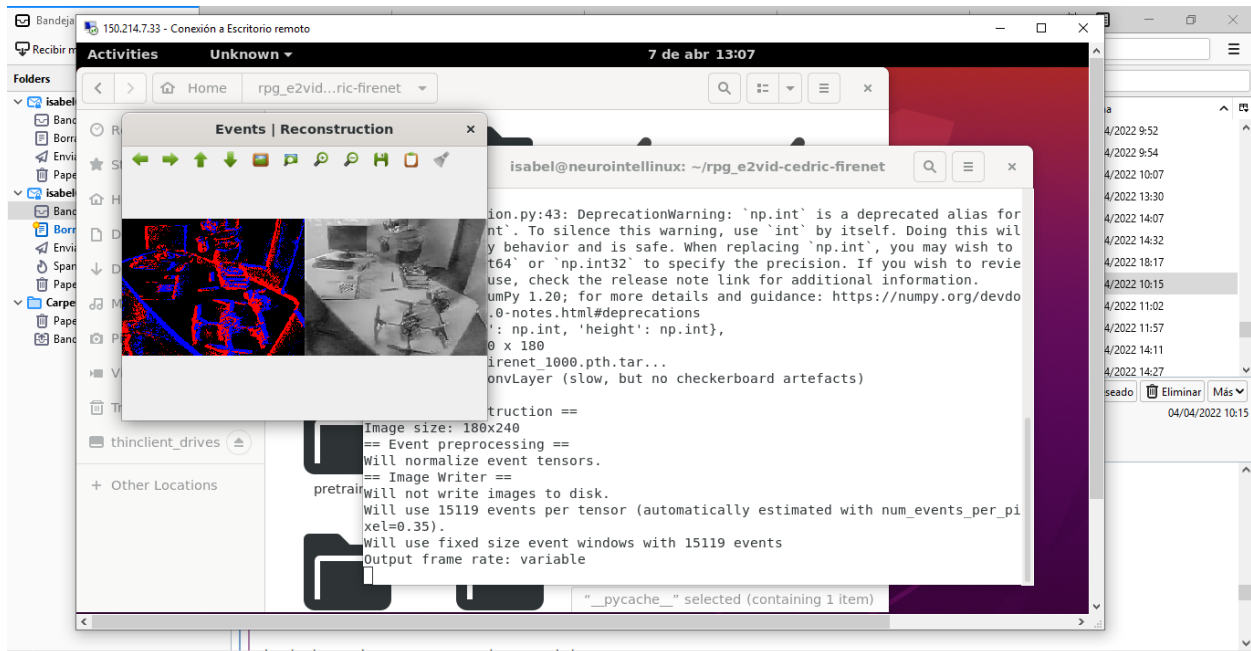 Bandeja
150.214.7.33 - Conexión a Escritorio remoto
Recibir m
Folders
isabel
Band
Borra
Envia
Pape
isabel
Band
Borr
Envia
Span
Pape
Carpe
Pape
Band
Activities
Unknown
7 de abr 13:07
Home
rpg_e2vid...ric-firenet
thinclient_drives
+ Other Locations
pretrain
"__pycache__" selected (containing 1 item)
Events | Reconstruction
isabel@neurointellinux: ~/rpg_e2vid-cedric-firenet
ion.py:43: DeprecationWarning: `np.int` is a deprecated alias for
nt`. To silence this warning, use `int` by itself. Doing this wil
y behavior and is safe. When replacing `np.int`, you may wish to
t64` or `np.int32` to specify the precision. If you wish to revie
use, check the release note link for additional information.
umPy 1.20; for more details and guidance: https://numpy.org/devdo
.0-notes.html#deprecations
': np.int, 'height': np.int},
0 x 180
irenet_1000.pth.tar...
onvLayer (slow, but no checkerboard artefacts)
truction ==
Image size: 180x240
== Event preprocessing ==
Will normalize event tensors.
== Image Writer ==
Will not write images to disk.
Will use 15119 events per tensor (automatically estimated with num_events_per_pi
xel=0.35).
Will use fixed size event windows with 15119 events
Output frame rate: variable
4/2022 9:52
4/2022 9:54
4/2022 10:07
4/2022 13:30
4/2022 14:07
4/2022 14:32
4/2022 18:17
4/2022 10:15
4/2022 11:02
4/2022 11:57
4/2022 14:11
4/2022 14:27
seado
Eliminar
Más
04/04/2022 10:15